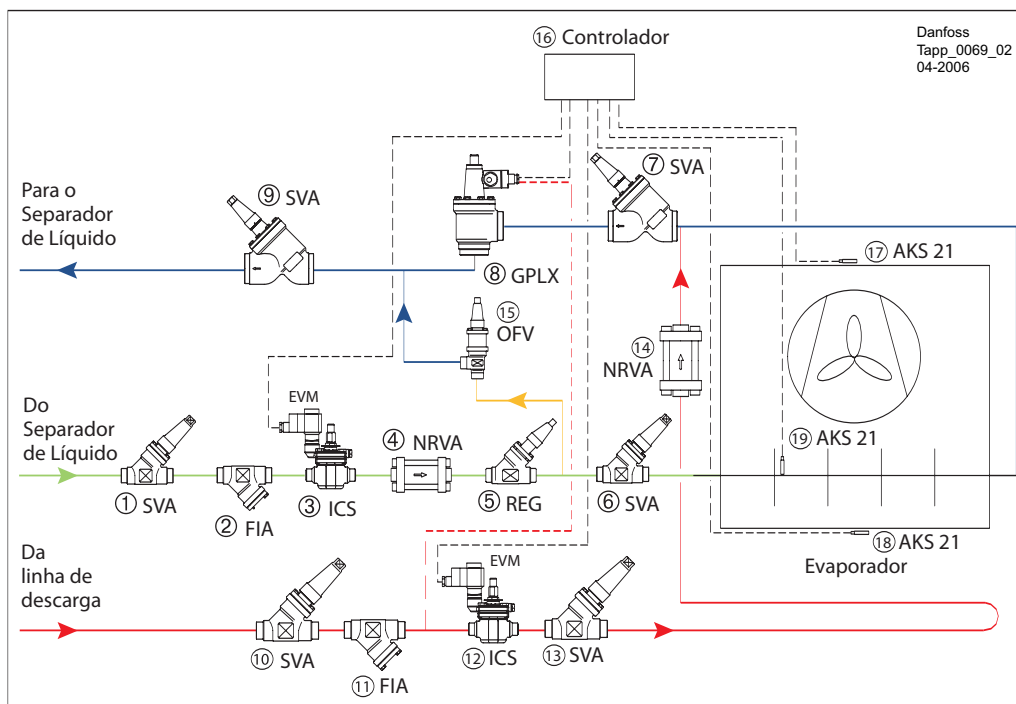 Danfoss
Tapp_0069_02
04-2006
16 Controlador
7 SVA
9 SVA
Para o
Separador
de Líquido
17 AKS 21
8 GPLX
15
OFV
14
NRVA
EVM
Do
Separador
de Líquido
4 NRVA
19 AKS 21
1 SVA
2 FIA
3 ICS
5 REG
6 SVA
18 AKS 21
Evaporador
Da
linha de
descarga
EVM
10 SVA
11 FIA
12 ICS
13 SVA